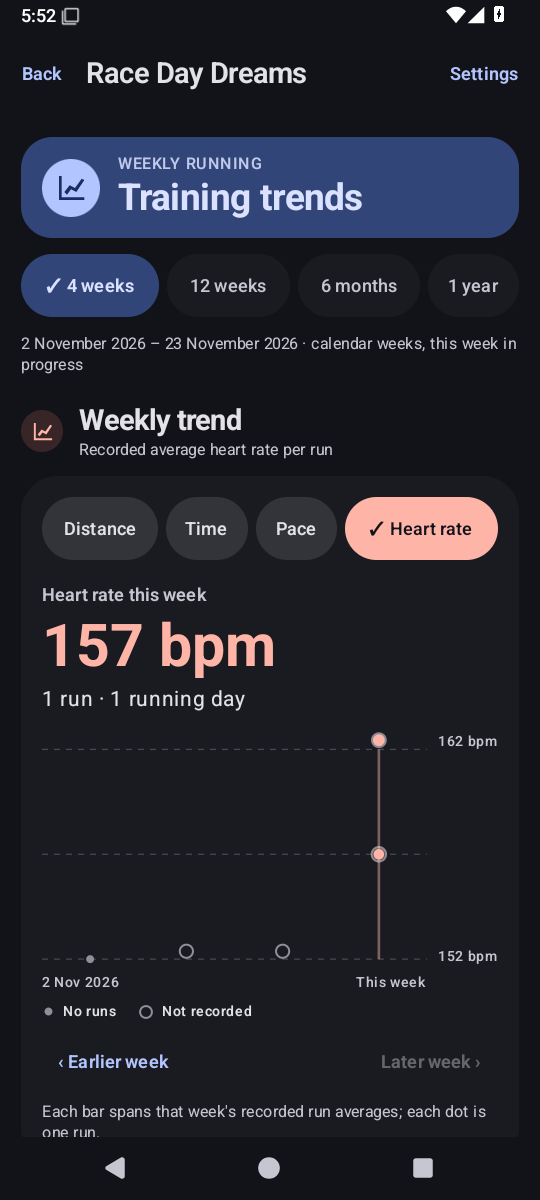 5:52
Back
Race Day Dreams
Settings
WEEKLY RUNNING
Training trends
✓ 4 weeks
12 weeks
6 months
1 year
2 November 2026 – 23 November 2026 · calendar weeks, this week in
progress
Weekly trend
Recorded average heart rate per run
Distance
Time
Pace
✓ Heart rate
Heart rate this week
157 bpm
1 run · 1 running day
162 bpm
152 bpm
2 Nov 2026
This week
No runs
Not recorded
‹ Earlier week
Later week ›
Each bar spans that week's recorded run averages; each dot is
one run.